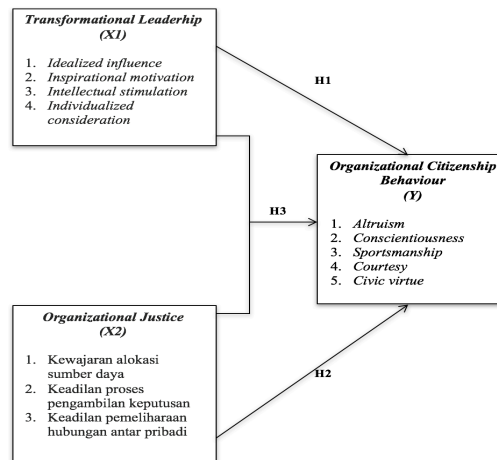 Transformational Leaderhip
(X1)
1. Idealized influence
2. Inspirational motivation
3. Intellectual stimulation
4. Individualized
consideration
H1
Organizational Citizenship
Behaviour
(Y)
1. Altruism
2. Conscientiousness
3. Sportsmanship
4. Courtesy
5. Civic virtue
H3
Organizational Justice
(X2)
1. Kewajaran alokasi
sumber daya
2. Keadilan proses
pengambilan keputusan
3. Keadilan pemeliharaan
hubungan antar pribadi
H2